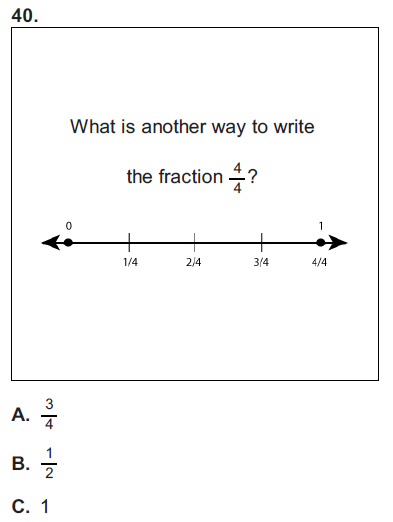 40.
What is another way to write
the fraction 4/4?
0 1
1/4 2/4 3/4 4/4
A. 3/4
B. 1/2
C. 1